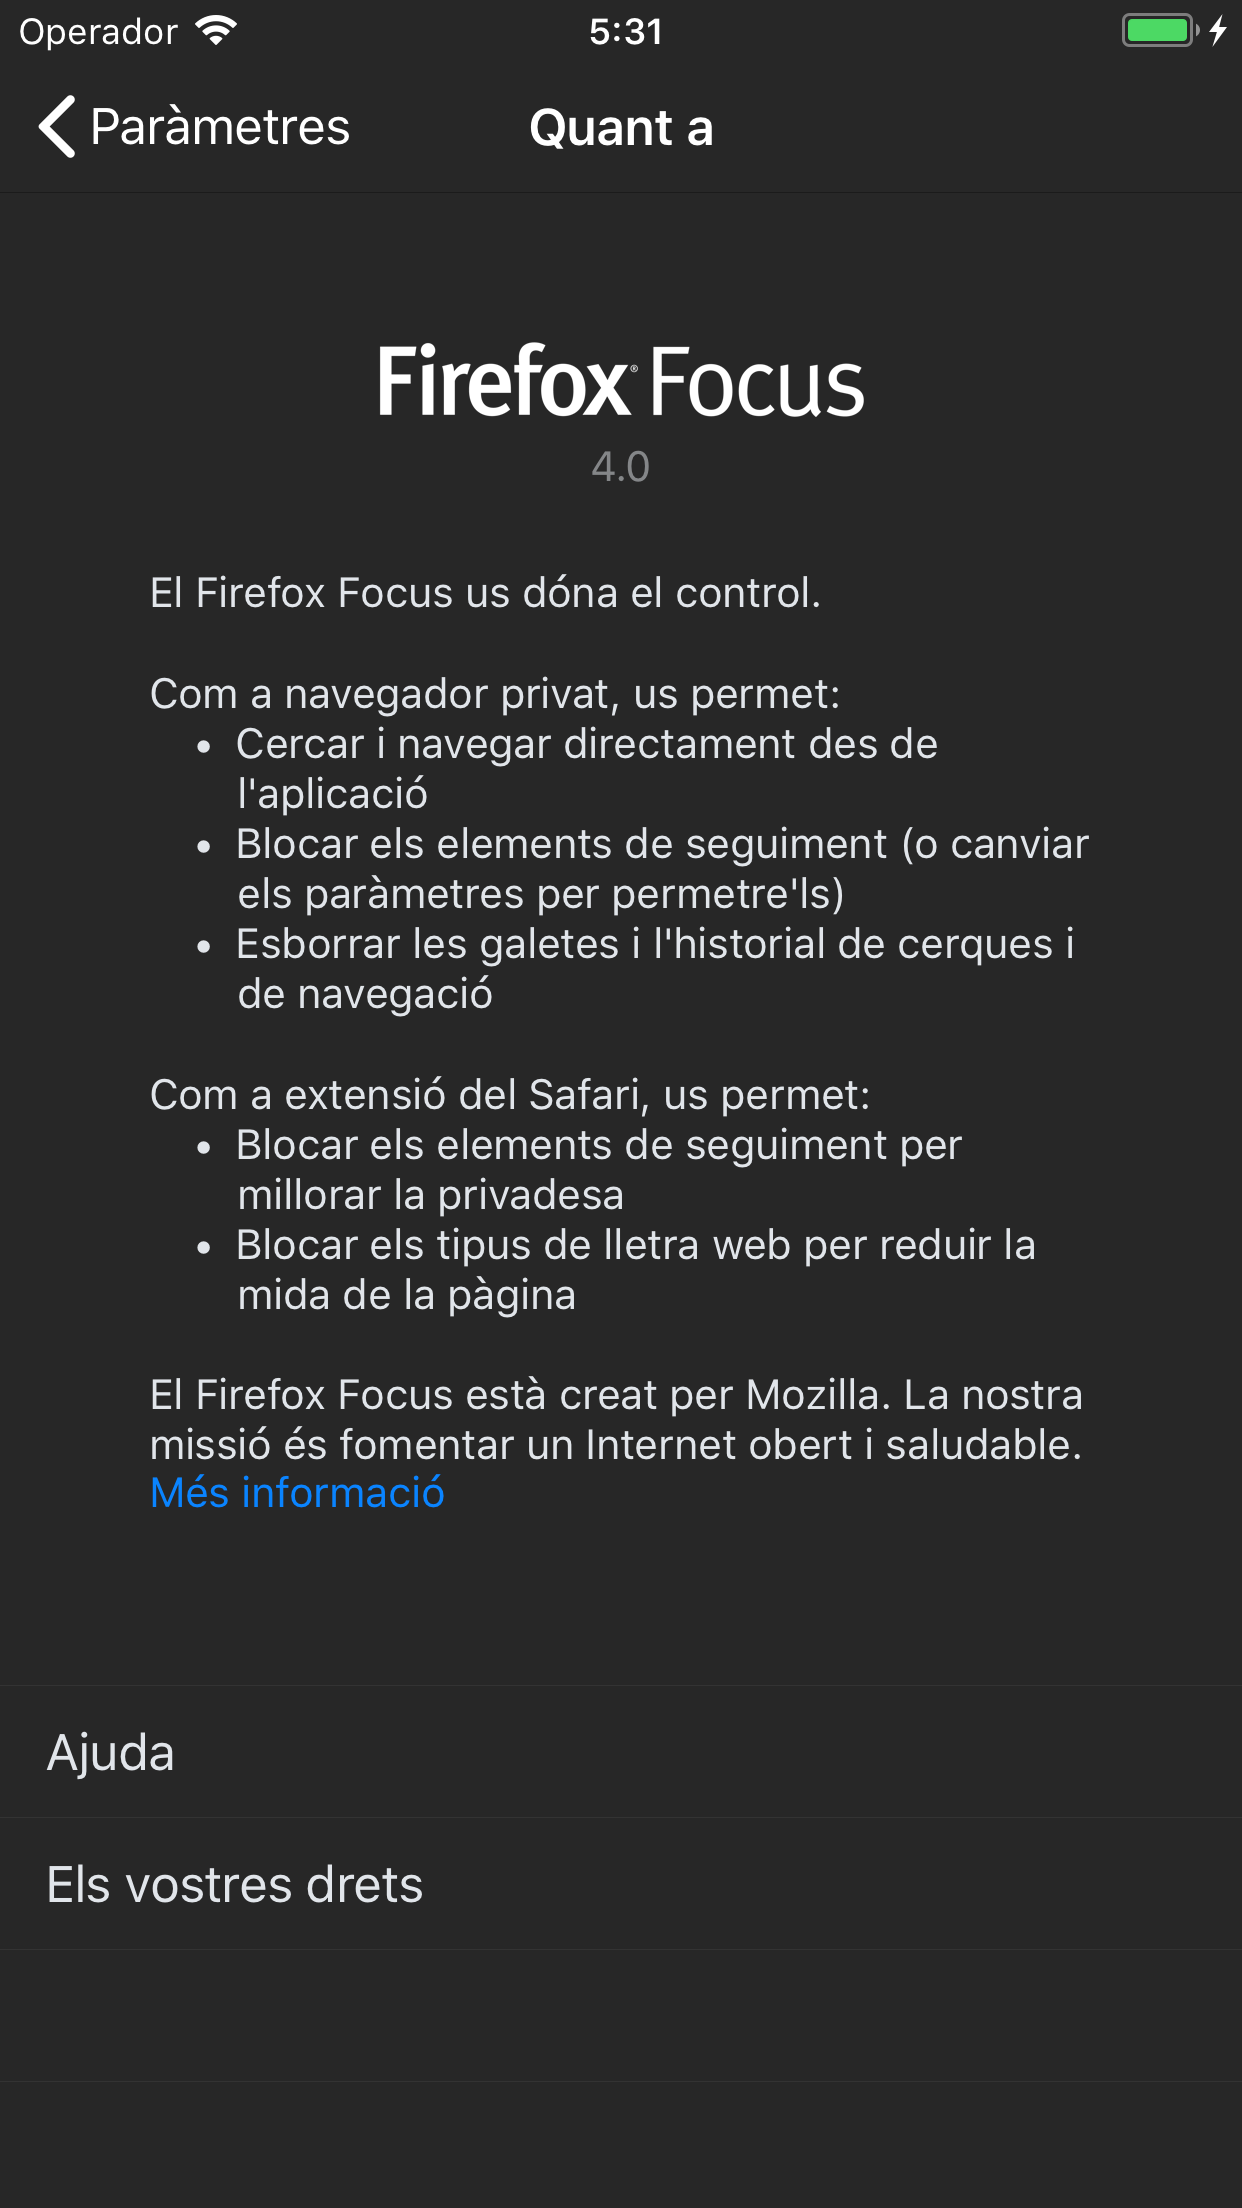 Operador
5:31
Paràmetres
Quant a
Firefox® Focus
4.0
El Firefox Focus us dóna el control.
Com a navegador privat, us permet:
• Cercar i navegar directament des de
l'aplicació
• Blocar els elements de seguiment (o canviar
els paràmetres per permetre'ls)
• Esborrar les galetes i l'historial de cerques i
de navegació
Com a extensió del Safari, us permet:
• Blocar els elements de seguiment per
millorar la privadesa
• Blocar els tipus de lletra web per reduir la
mida de la pàgina
El Firefox Focus està creat per Mozilla. La nostra
missió és fomentar un Internet obert i saludable.
Més informació
Ajuda
Els vostres drets